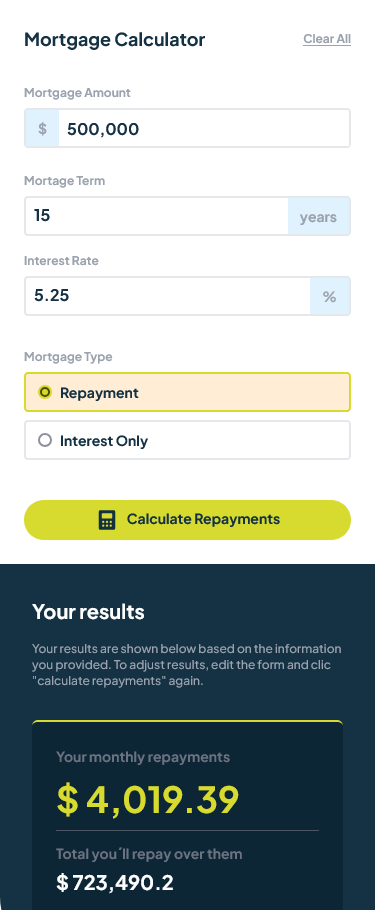 Mortgage Calculator
Clear All
Mortgage Amount
$ 500,000
Mortage Term
15 years
Interest Rate
5.25 %
Mortgage Type
Repayment
Interest Only
Calculate Repayments
Your results
Your results are shown below based on the information
you provided. To adjust results, edit the form and clic
"calculate repayments" again.
Your monthly repayments
$ 4,019.39
Total you´ll repay over them
$ 723,490.2